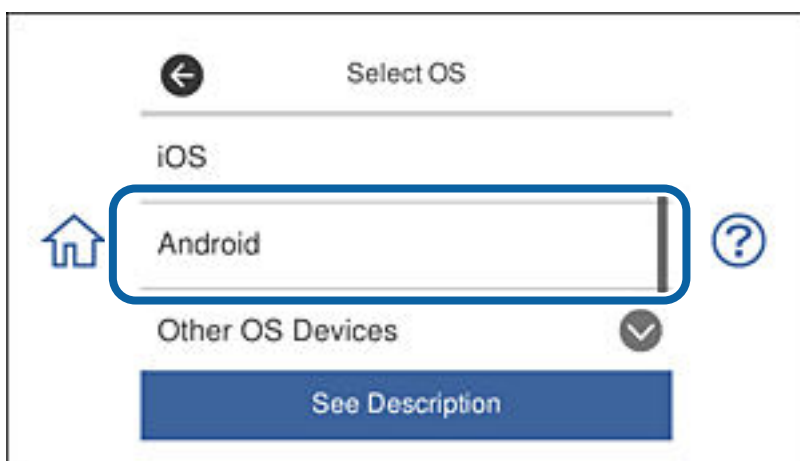 Select OS
iOS
Android
Other OS Devices
See Description